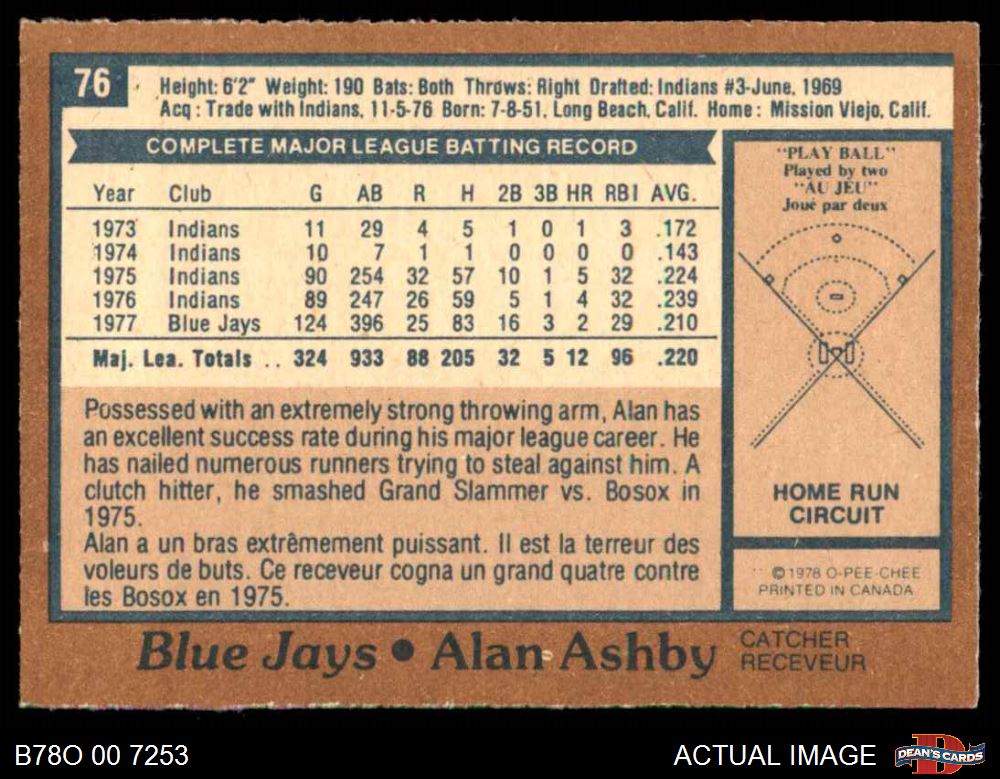 76
Height: 6'2" Weight: 190 Bats: Both Throws: Right Drafted: Indians #3-June, 1969
Acq: Trade with Indians, 11-5-76 Born: 7-8-51, Long Beach, Calif. Home: Mission Viejo, Calif.
COMPLETE MAJOR LEAGUE BATTING RECORD
Year Club G AB R H 2B 3B HR RBI AVG.
1973 Indians 11 29 4 5 1 0 1 3 .172
1974 Indians 10 7 1 1 0 0 0 0 .143
1975 Indians 90 254 32 57 10 1 5 32 .224
1976 Indians 89 247 26 59 5 1 4 32 .239
1977 Blue Jays 124 396 25 83 16 3 2 29 .210
Maj. Lea. Totals .. 324 933 88 205 32 5 12 96 .220
Possessed with an extremely strong throwing arm, Alan has
an excellent success rate during his major league career. He
has nailed numerous runners trying to steal against him. A
clutch hitter, he smashed Grand Slammer vs. Bosox in
1975.
Alan a un bras extrêmement puissant. Il est la terreur des
voleurs de buts. Ce receveur cogna un grand quatre contre
les Bosox en 1975.
"PLAY BALL"
Played by two
"AU JEU"
Joué par deux
HOME RUN
CIRCUIT
©1978 O-PEE-CHEE
PRINTED IN CANADA
Blue Jays • Alan Ashby
CATCHER
RECEVEUR
B78O 00 7253
ACTUAL IMAGE
DEAN'S CARDS